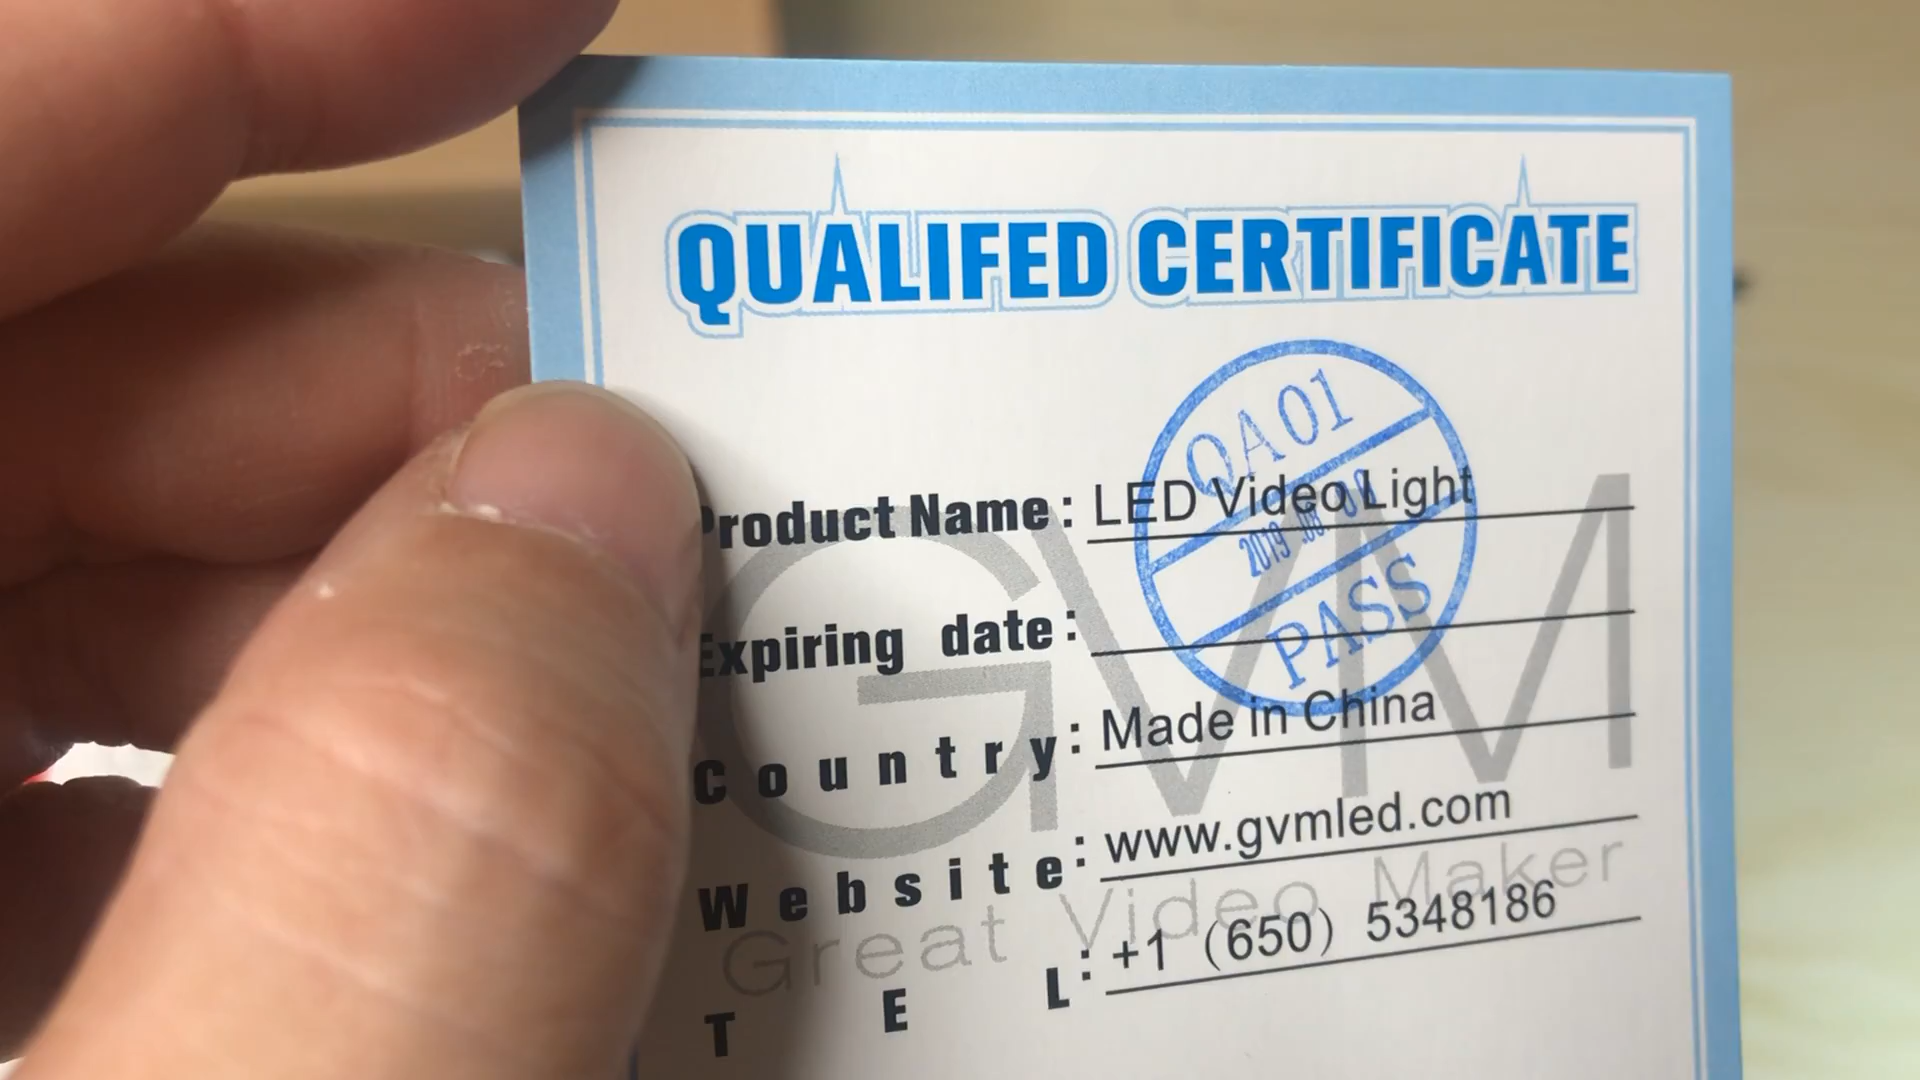 QUALIFED CERTIFICATE
QA01
Product Name: LED Video Light
2019
PASS
Expiring date:
Country: Made in China
GVM
Website: www.gvmled.com
Great Video Maker
TEL: +1 (650) 5348186